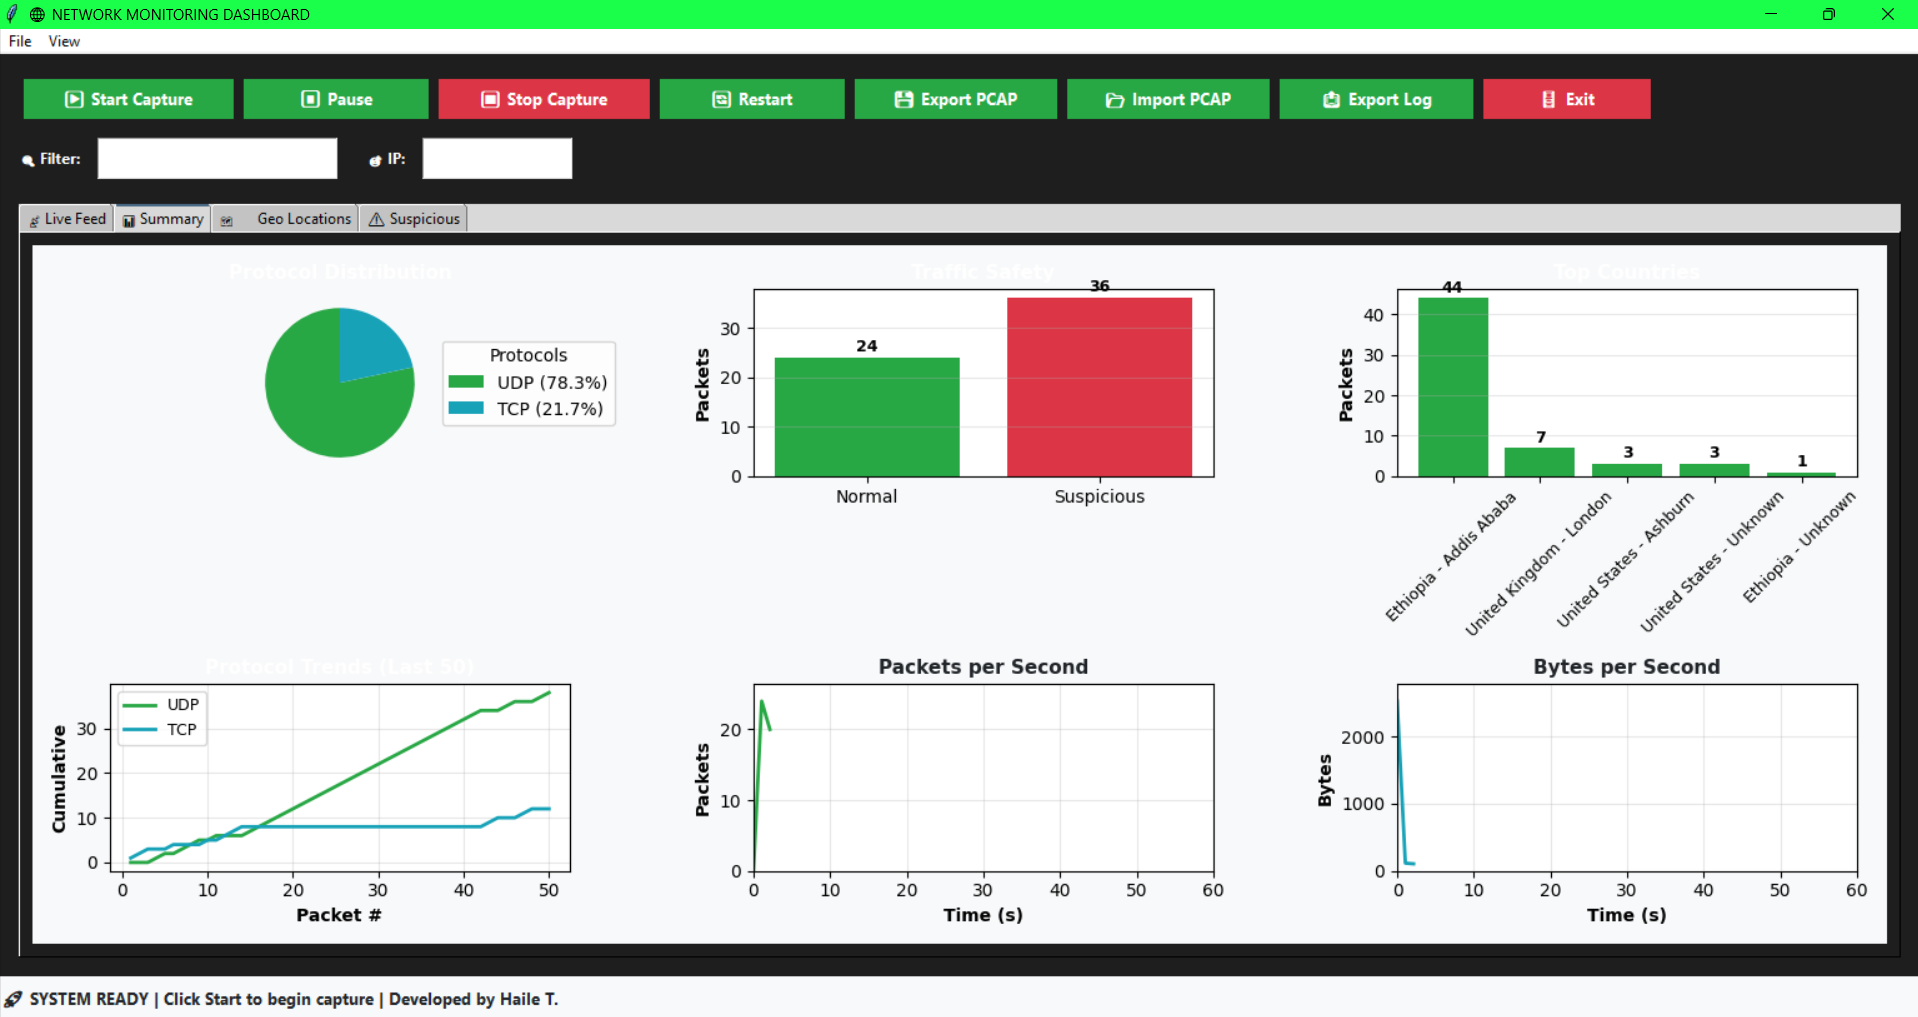 NETWORK MONITORING DASHBOARD
File View
Start Capture Pause Stop Capture Restart Export PCAP Import PCAP Export Log Exit
Filter: IP:
Live Feed Summary Geo Locations Suspicious
Protocol Distribution
Protocols
UDP (78.3%)
TCP (21.7%)
Traffic Safety
36
24
30
20
10
0
Packets
Normal Suspicious
Top Countries
44
7
3
3
1
40
30
20
10
0
Packets
Ethiopia - Addis Ababa
United Kingdom - London
United States - Ashburn
United States - Unknown
Ethiopia - Unknown
Protocol Trends (Last 50)
UDP
TCP
30
20
10
0
Cumulative
0 10 20 30 40 50
Packet #
Packets per Second
20
10
0
Packets
0 10 20 30 40 50 60
Time (s)
Bytes per Second
2000
1000
0
Bytes
0 10 20 30 40 50 60
Time (s)
SYSTEM READY | Click Start to begin capture | Developed by Haile T.